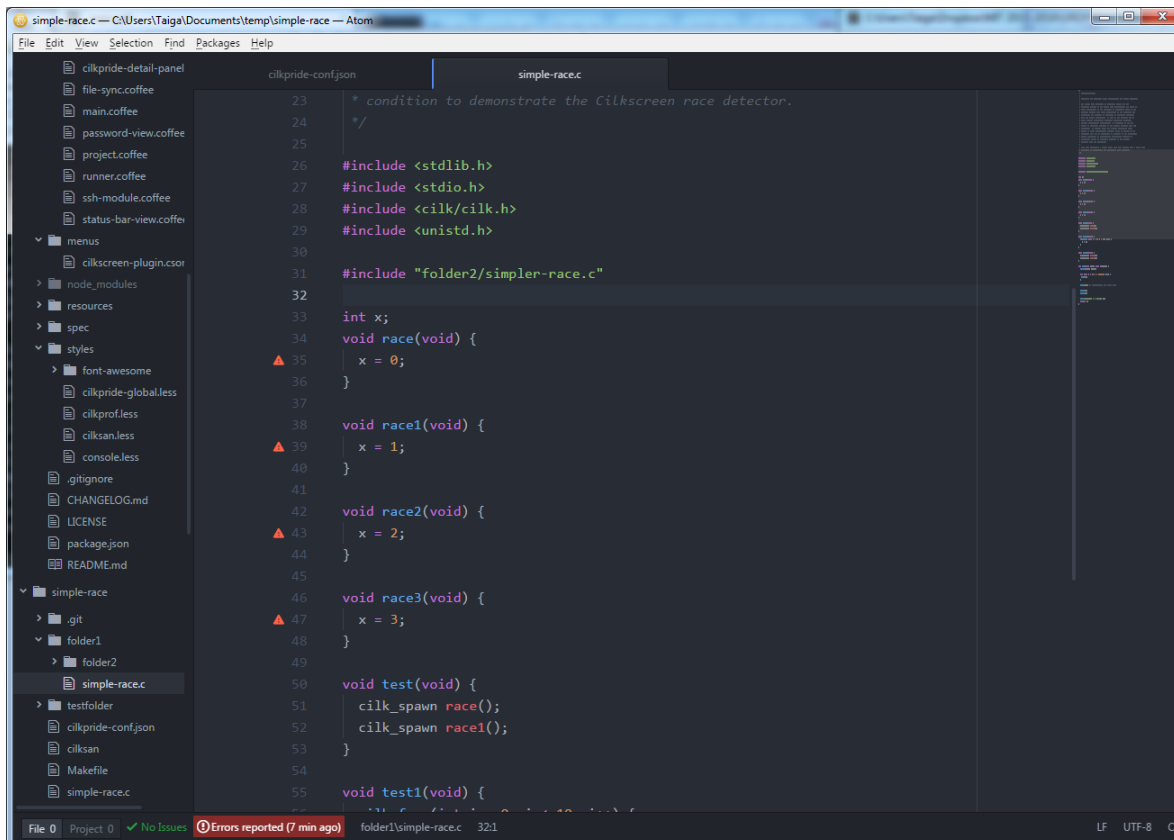 simple-race.c — C:\Users\Taiga\Documents\temp\simple-race — Atom
File Edit View Selection Find Packages Help
cilkpride-detail-panel
file-sync.coffee
main.coffee
password-view.coffee
project.coffee
runner.coffee
ssh-module.coffee
status-bar-view.coffee
menus
cilkscreen-plugin.cson
node_modules
resources
spec
styles
font-awesome
cilkpride-global.less
cilkprof.less
cilksan.less
console.less
.gitignore
CHANGELOG.md
LICENSE
package.json
README.md
simple-race
.git
folder1
folder2
simple-race.c
testfolder
cilkpride-conf.json
cilksan
Makefile
simple-race.c
cilkpride-conf.json
simple-race.c
23 * condition to demonstrate the Cilkscreen race detector.
24 */
25
26 #include <stdlib.h>
27 #include <stdio.h>
28 #include <cilk/cilk.h>
29 #include <unistd.h>
30
31 #include "folder2/simpler-race.c"
32
33 int x;
34 void race(void) {
35 x = 0;
36 }
37
38 void race1(void) {
39 x = 1;
40 }
41
42 void race2(void) {
43 x = 2;
44 }
45
46 void race3(void) {
47 x = 3;
48 }
49
50 void test(void) {
51 cilk_spawn race();
52 cilk_spawn race1();
53 }
54
55 void test1(void) {
File 0 Project 0 No Issues Errors reported (7 min ago) folder1\simple-race.c 32:1 LF UTF-8